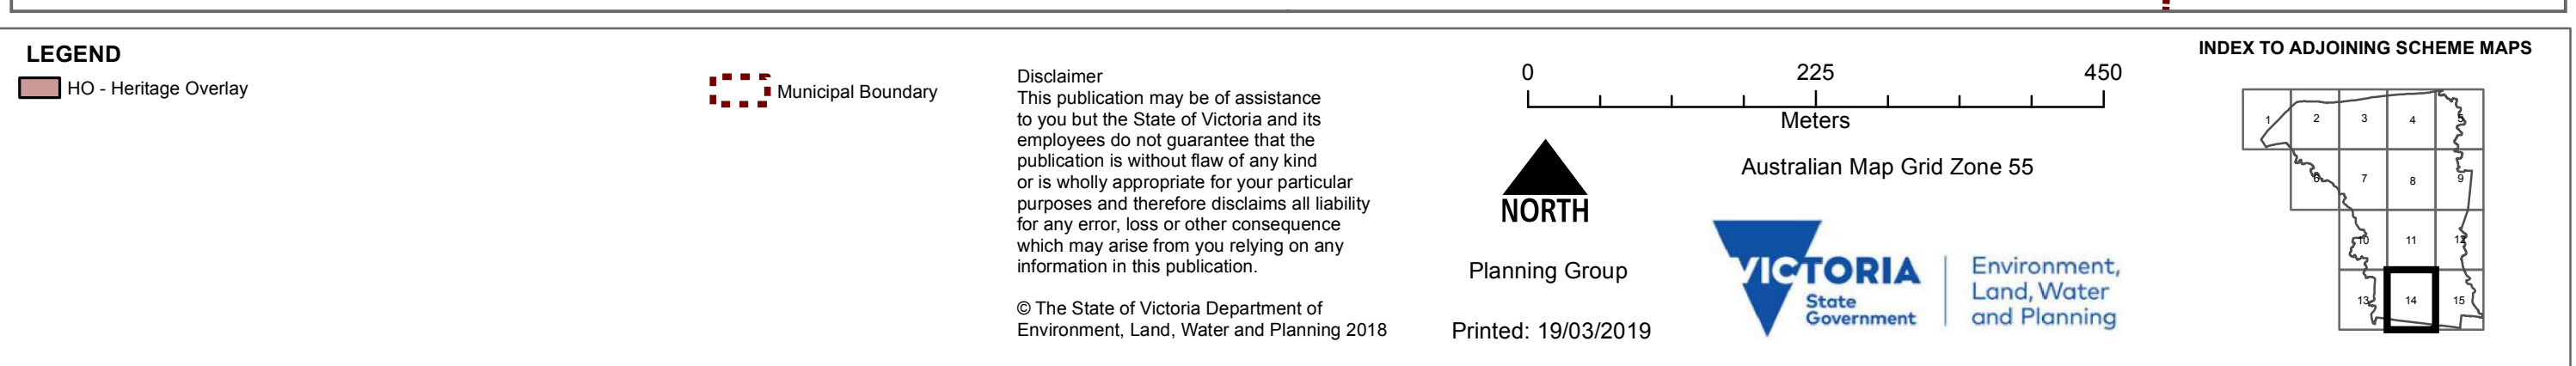 LEGEND
HO - Heritage Overlay
Municipal Boundary
Disclaimer
This publication may be of assistance
to you but the State of Victoria and its
employees do not guarantee that the
publication is without flaw of any kind
or is wholly appropriate for your particular
purposes and therefore disclaims all liability
for any error, loss or other consequence
which may arise from you relying on any
information in this publication.
© The State of Victoria Department of
Environment, Land, Water and Planning 2018
0 225 450
Meters
Australian Map Grid Zone 55
NORTH
Planning Group
Printed: 19/03/2019
VICTORIA
State
Government
Environment,
Land, Water
and Planning
INDEX TO ADJOINING SCHEME MAPS
1 2 3 4 5
6 7 8 9
10 11 12
13 14 15